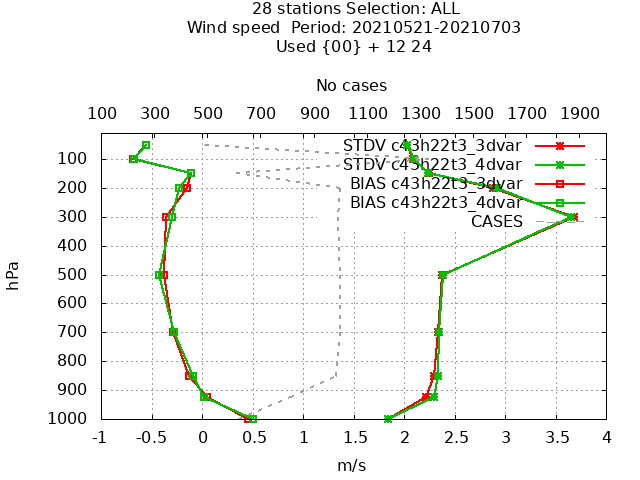 28 stations Selection: ALL
Wind speed  Period: 20210521-20210703
Used {00} + 12 24
No cases
100 300 500 700 900 1100 1300 1500 1700 1900
STDV c43h22t3_3dvar
STDV c43h22t3_4dvar
BIAS c43h22t3_3dvar
BIAS c43h22t3_4dvar
CASES
hPa
100
200
300
400
500
600
700
800
900
1000
-1 -0.5 0 0.5 1 1.5 2 2.5 3 3.5 4
m/s